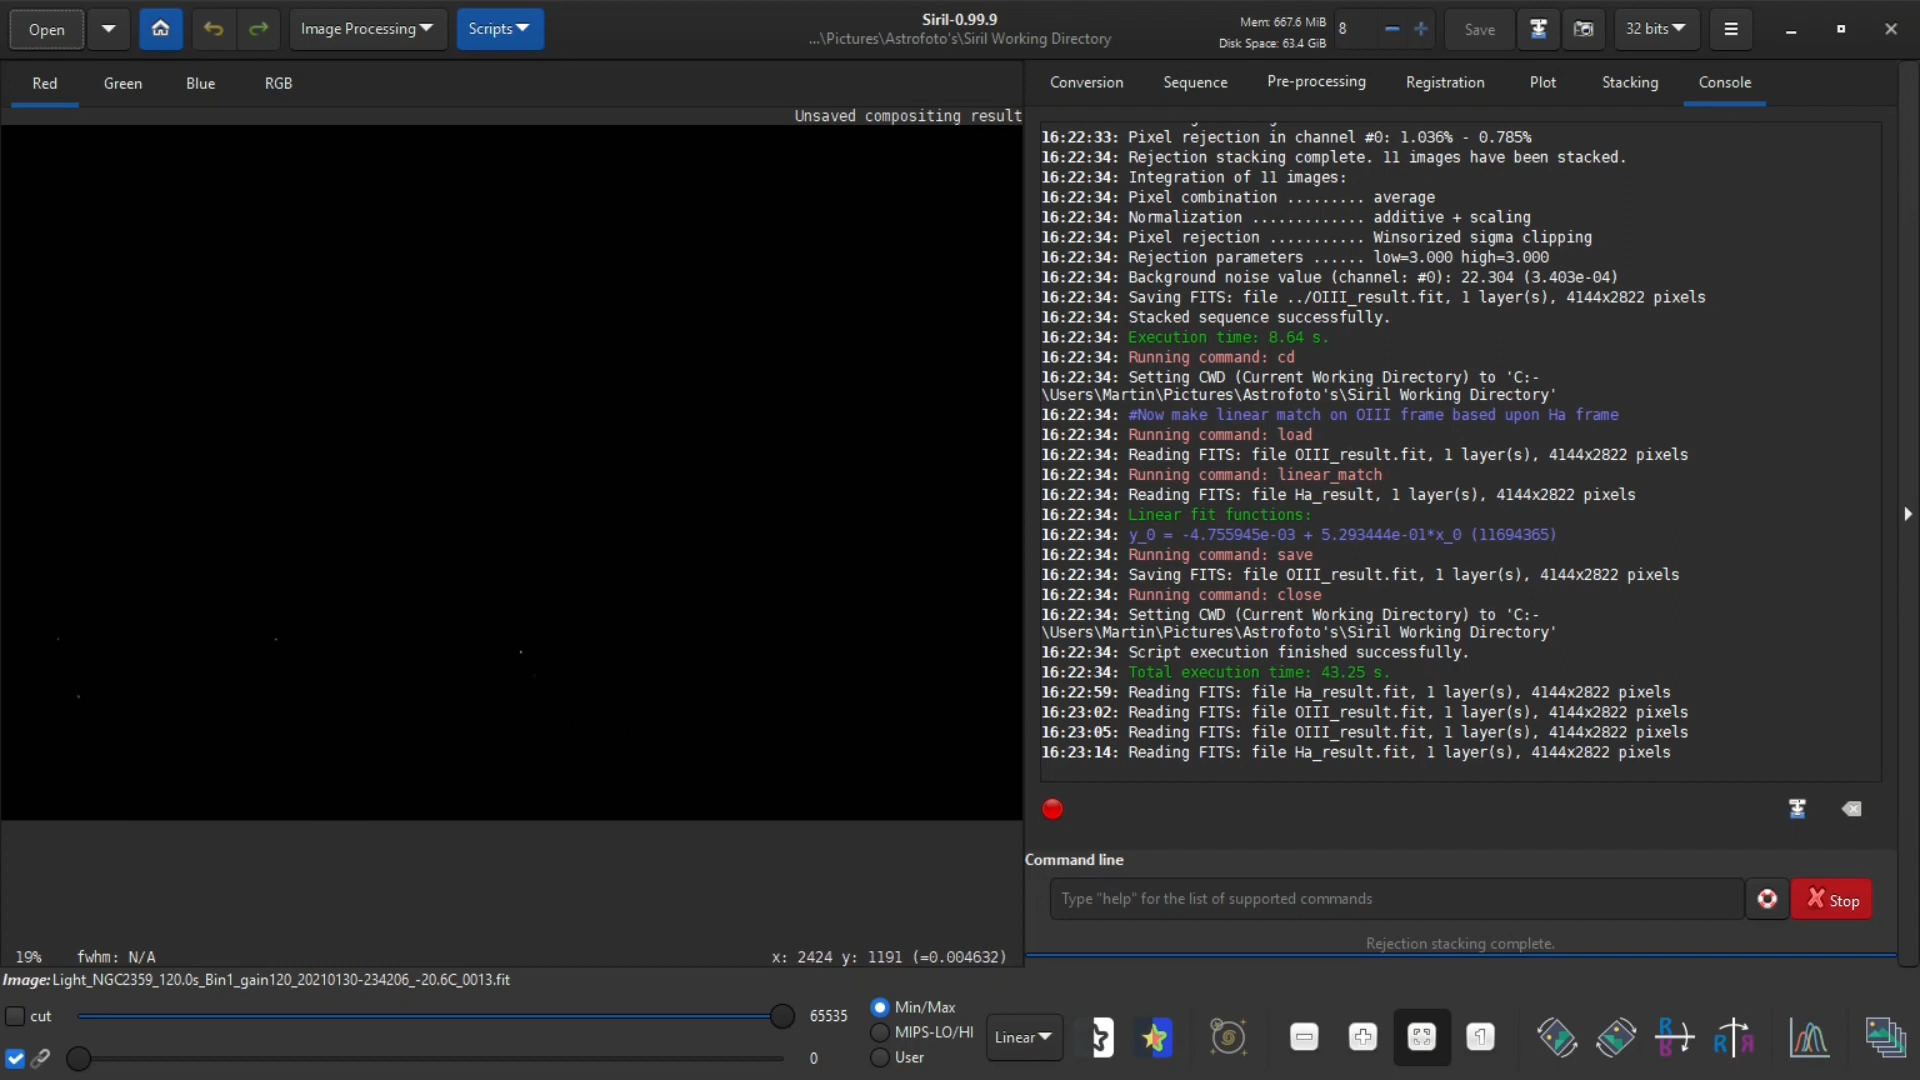 Open
Image Processing
Scripts
Siril-0.99.9
...\Pictures\Astrofoto's\Siril Working Directory
Mem: 667.6 MiB
Disk Space: 63.4 GiB
8
Save
32 bits
Red
Green
Blue
RGB
Unsaved compositing result
Conversion
Sequence
Pre-processing
Registration
Plot
Stacking
Console
16:22:33: Pixel rejection in channel #0: 1.036% - 0.785%
16:22:34: Rejection stacking complete. 11 images have been stacked.
16:22:34: Integration of 11 images:
16:22:34: Pixel combination ......... average
16:22:34: Normalization ............. additive + scaling
16:22:34: Pixel rejection ........... Winsorized sigma clipping
16:22:34: Rejection parameters ...... low=3.000 high=3.000
16:22:34: Background noise value (channel: #0): 22.304 (3.403e-04)
16:22:34: Saving FITS: file ../OIII_result.fit, 1 layer(s), 4144x2822 pixels
16:22:34: Stacked sequence successfully.
16:22:34: Execution time: 8.64 s.
16:22:34: Running command: cd
16:22:34: Setting CWD (Current Working Directory) to 'C:-
\Users\Martin\Pictures\Astrofoto's\Siril Working Directory'
16:22:34: #Now make linear match on OIII frame based upon Ha frame
16:22:34: Running command: load
16:22:34: Reading FITS: file OIII_result.fit, 1 layer(s), 4144x2822 pixels
16:22:34: Running command: linear_match
16:22:34: Reading FITS: file Ha_result, 1 layer(s), 4144x2822 pixels
16:22:34: Linear fit functions:
16:22:34: y_0 = -4.755945e-03 + 5.293444e-01*x_0 (11694365)
16:22:34: Running command: save
16:22:34: Saving FITS: file OIII_result.fit, 1 layer(s), 4144x2822 pixels
16:22:34: Running command: close
16:22:34: Setting CWD (Current Working Directory) to 'C:-
\Users\Martin\Pictures\Astrofoto's\Siril Working Directory'
16:22:34: Script execution finished successfully.
16:22:34: Total execution time: 43.25 s.
16:22:59: Reading FITS: file Ha_result.fit, 1 layer(s), 4144x2822 pixels
16:23:02: Reading FITS: file OIII_result.fit, 1 layer(s), 4144x2822 pixels
16:23:05: Reading FITS: file OIII_result.fit, 1 layer(s), 4144x2822 pixels
16:23:14: Reading FITS: file Ha_result.fit, 1 layer(s), 4144x2822 pixels
Command line
Type "help" for the list of supported commands
Stop
Rejection stacking complete.
19%
fwhm: N/A
x: 2424 y: 1191 (=0.004632)
Image: Light_NGC2359_120.0s_Bin1_gain120_20210130-234206_-20.6C_0013.fit
cut
65535
0
Min/Max
MIPS-LO/HI
User
Linear
1